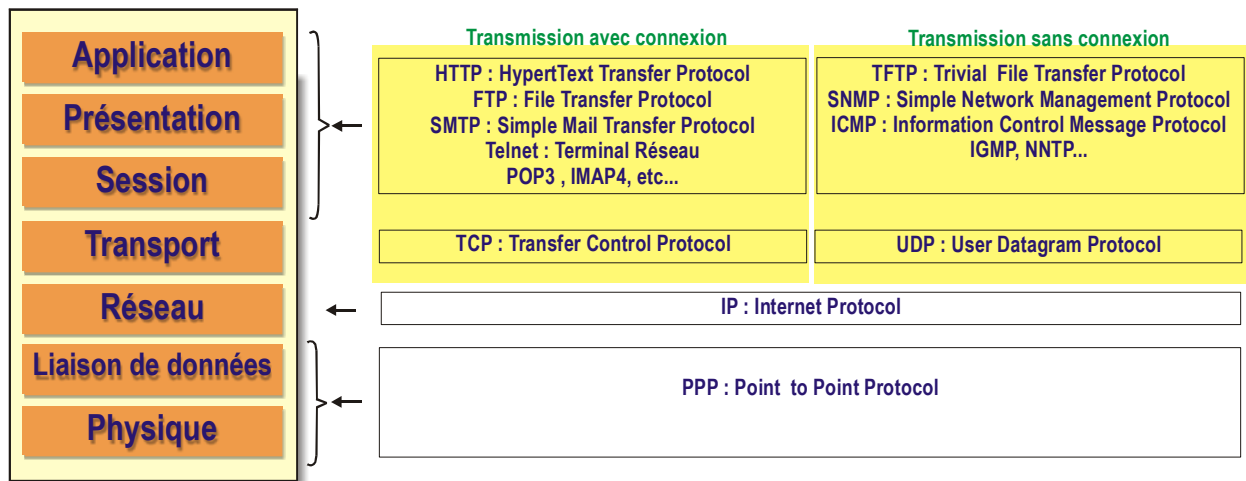 Application
Présentation
Session
Transport
Réseau
Liaison de données
Physique
Transmission avec connexion
HTTP : HypertText Transfer Protocol
FTP : File Transfer Protocol
SMTP : Simple Mail Transfer Protocol
Telnet : Terminal Réseau
POP3 , IMAP4, etc...
TCP : Transfer Control Protocol
Transmission sans connexion
TFTP : Trivial File Transfer Protocol
SNMP : Simple Network Management Protocol
ICMP : Information Control Message Protocol
IGMP, NNTP...
UDP : User Datagram Protocol
IP : Internet Protocol
PPP : Point to Point Protocol